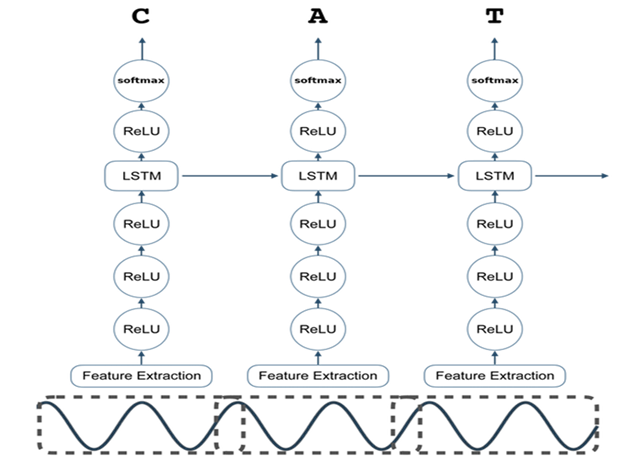 C A T
softmax softmax softmax
ReLU ReLU ReLU
LSTM LSTM LSTM
ReLU ReLU ReLU
ReLU ReLU ReLU
ReLU ReLU ReLU
Feature Extraction Feature Extraction Feature Extraction